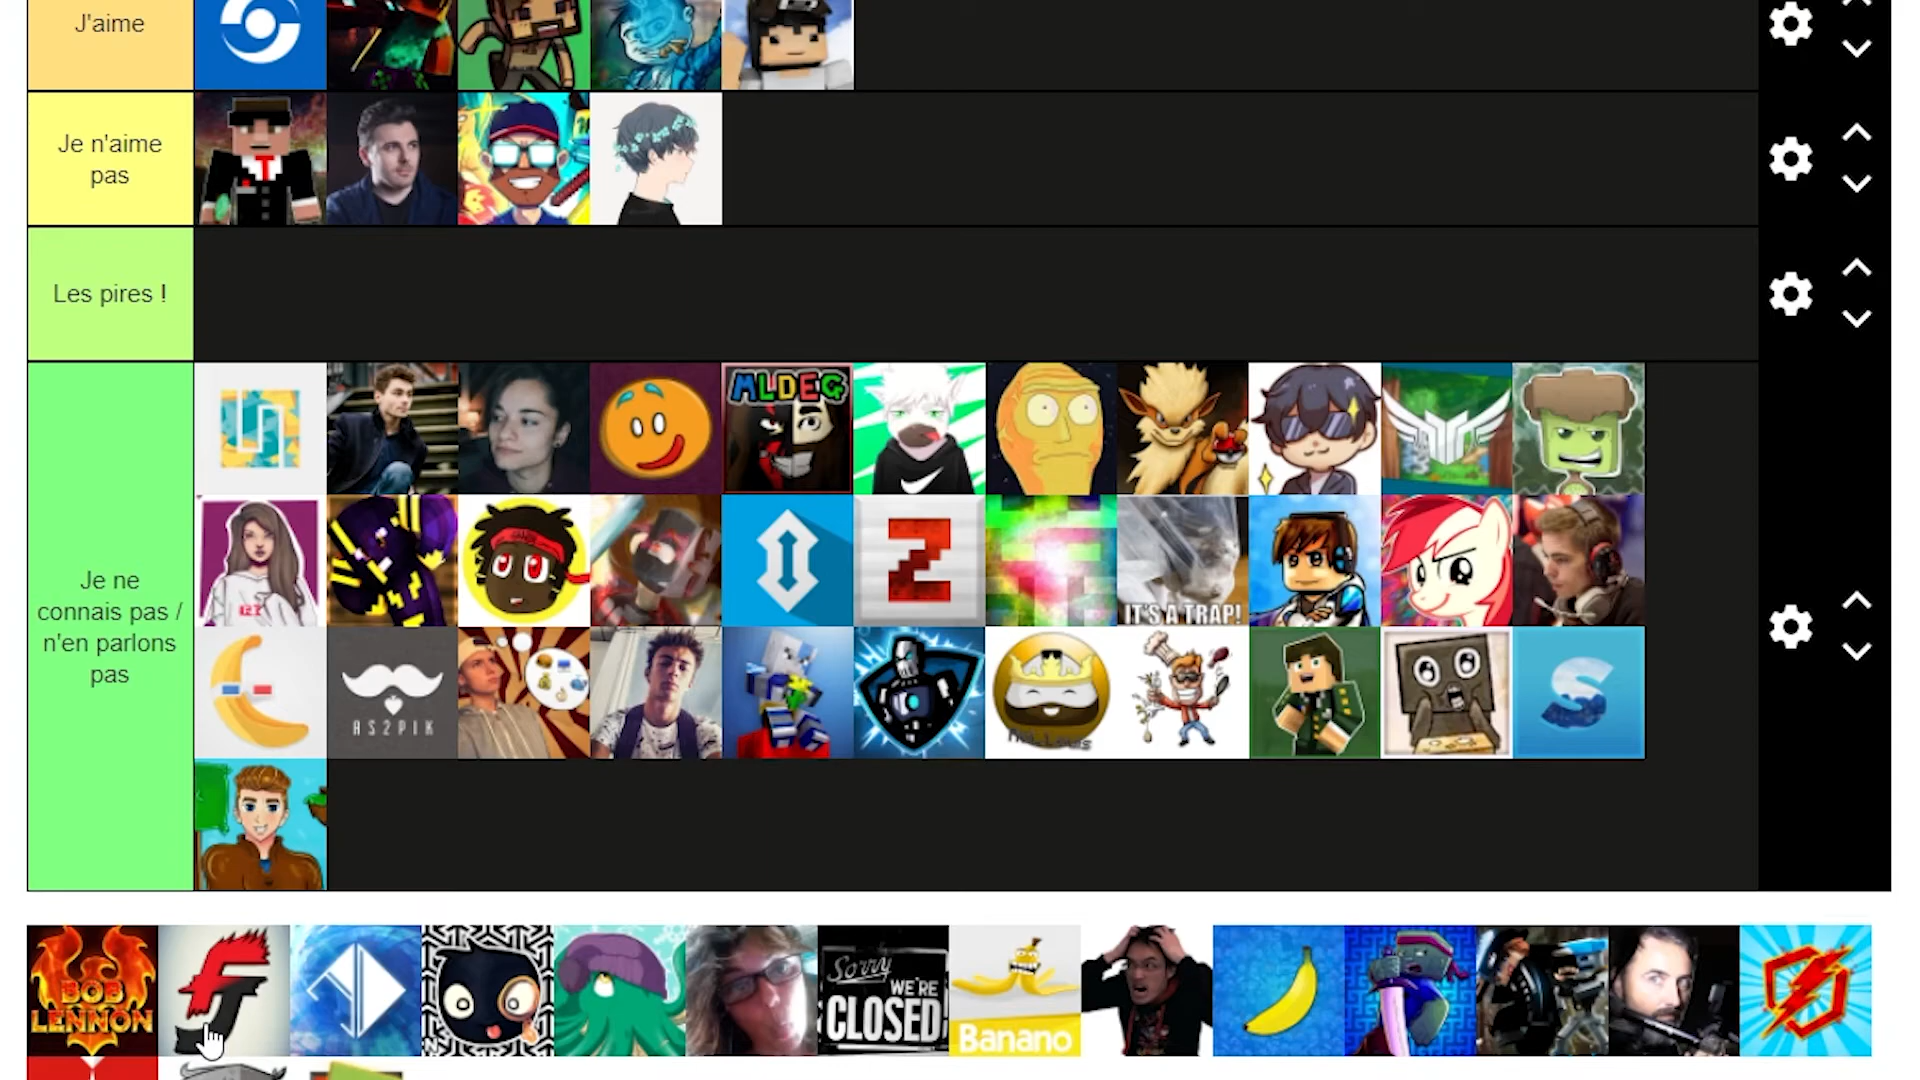 J'aime
Je n'aime
pas
Les pires !
Je ne
connais pas /
n'en parlons
pas
MLDEG
Z
IT'S A TRAP!
AS2PIK
S
BOB
LENNON
Sorry
WE'RE
CLOSED!
Banano